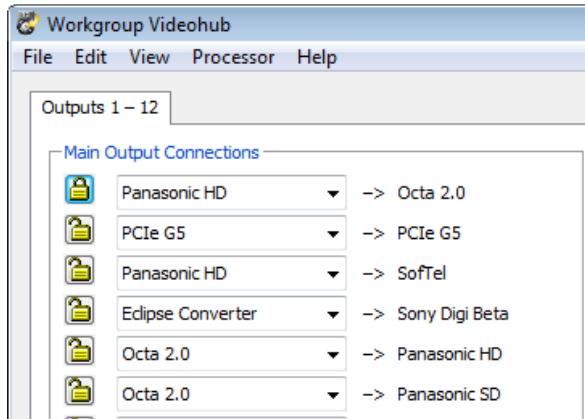 Workgroup Videohub
File Edit View Processor Help
Outputs 1 – 12
Main Output Connections
Panasonic HD –> Octa 2.0
PCIe G5 –> PCIe G5
Panasonic HD –> SofTel
Eclipse Converter –> Sony Digi Beta
Octa 2.0 –> Panasonic HD
Octa 2.0 –> Panasonic SD